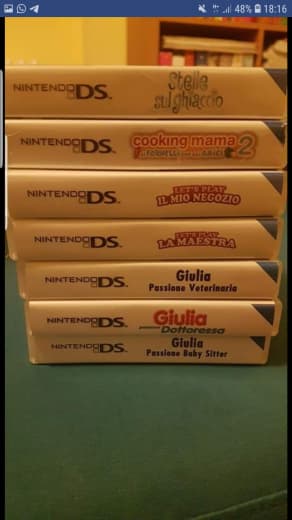 48% 18:16
NINTENDO DS
Stelle
sul ghiaccio
NINTENDO DS
cooking mama 2
NINTENDO DS
LET'S PLAY
IL MIO NEGOZIO
NINTENDO DS
LET'S PLAY
LA MAESTRA
NINTENDO DS
Giulia
Passione Veterinaria
NINTENDO DS
Giulia
Dottoressa
NINTENDO DS
Giulia
Passione Baby Sitter